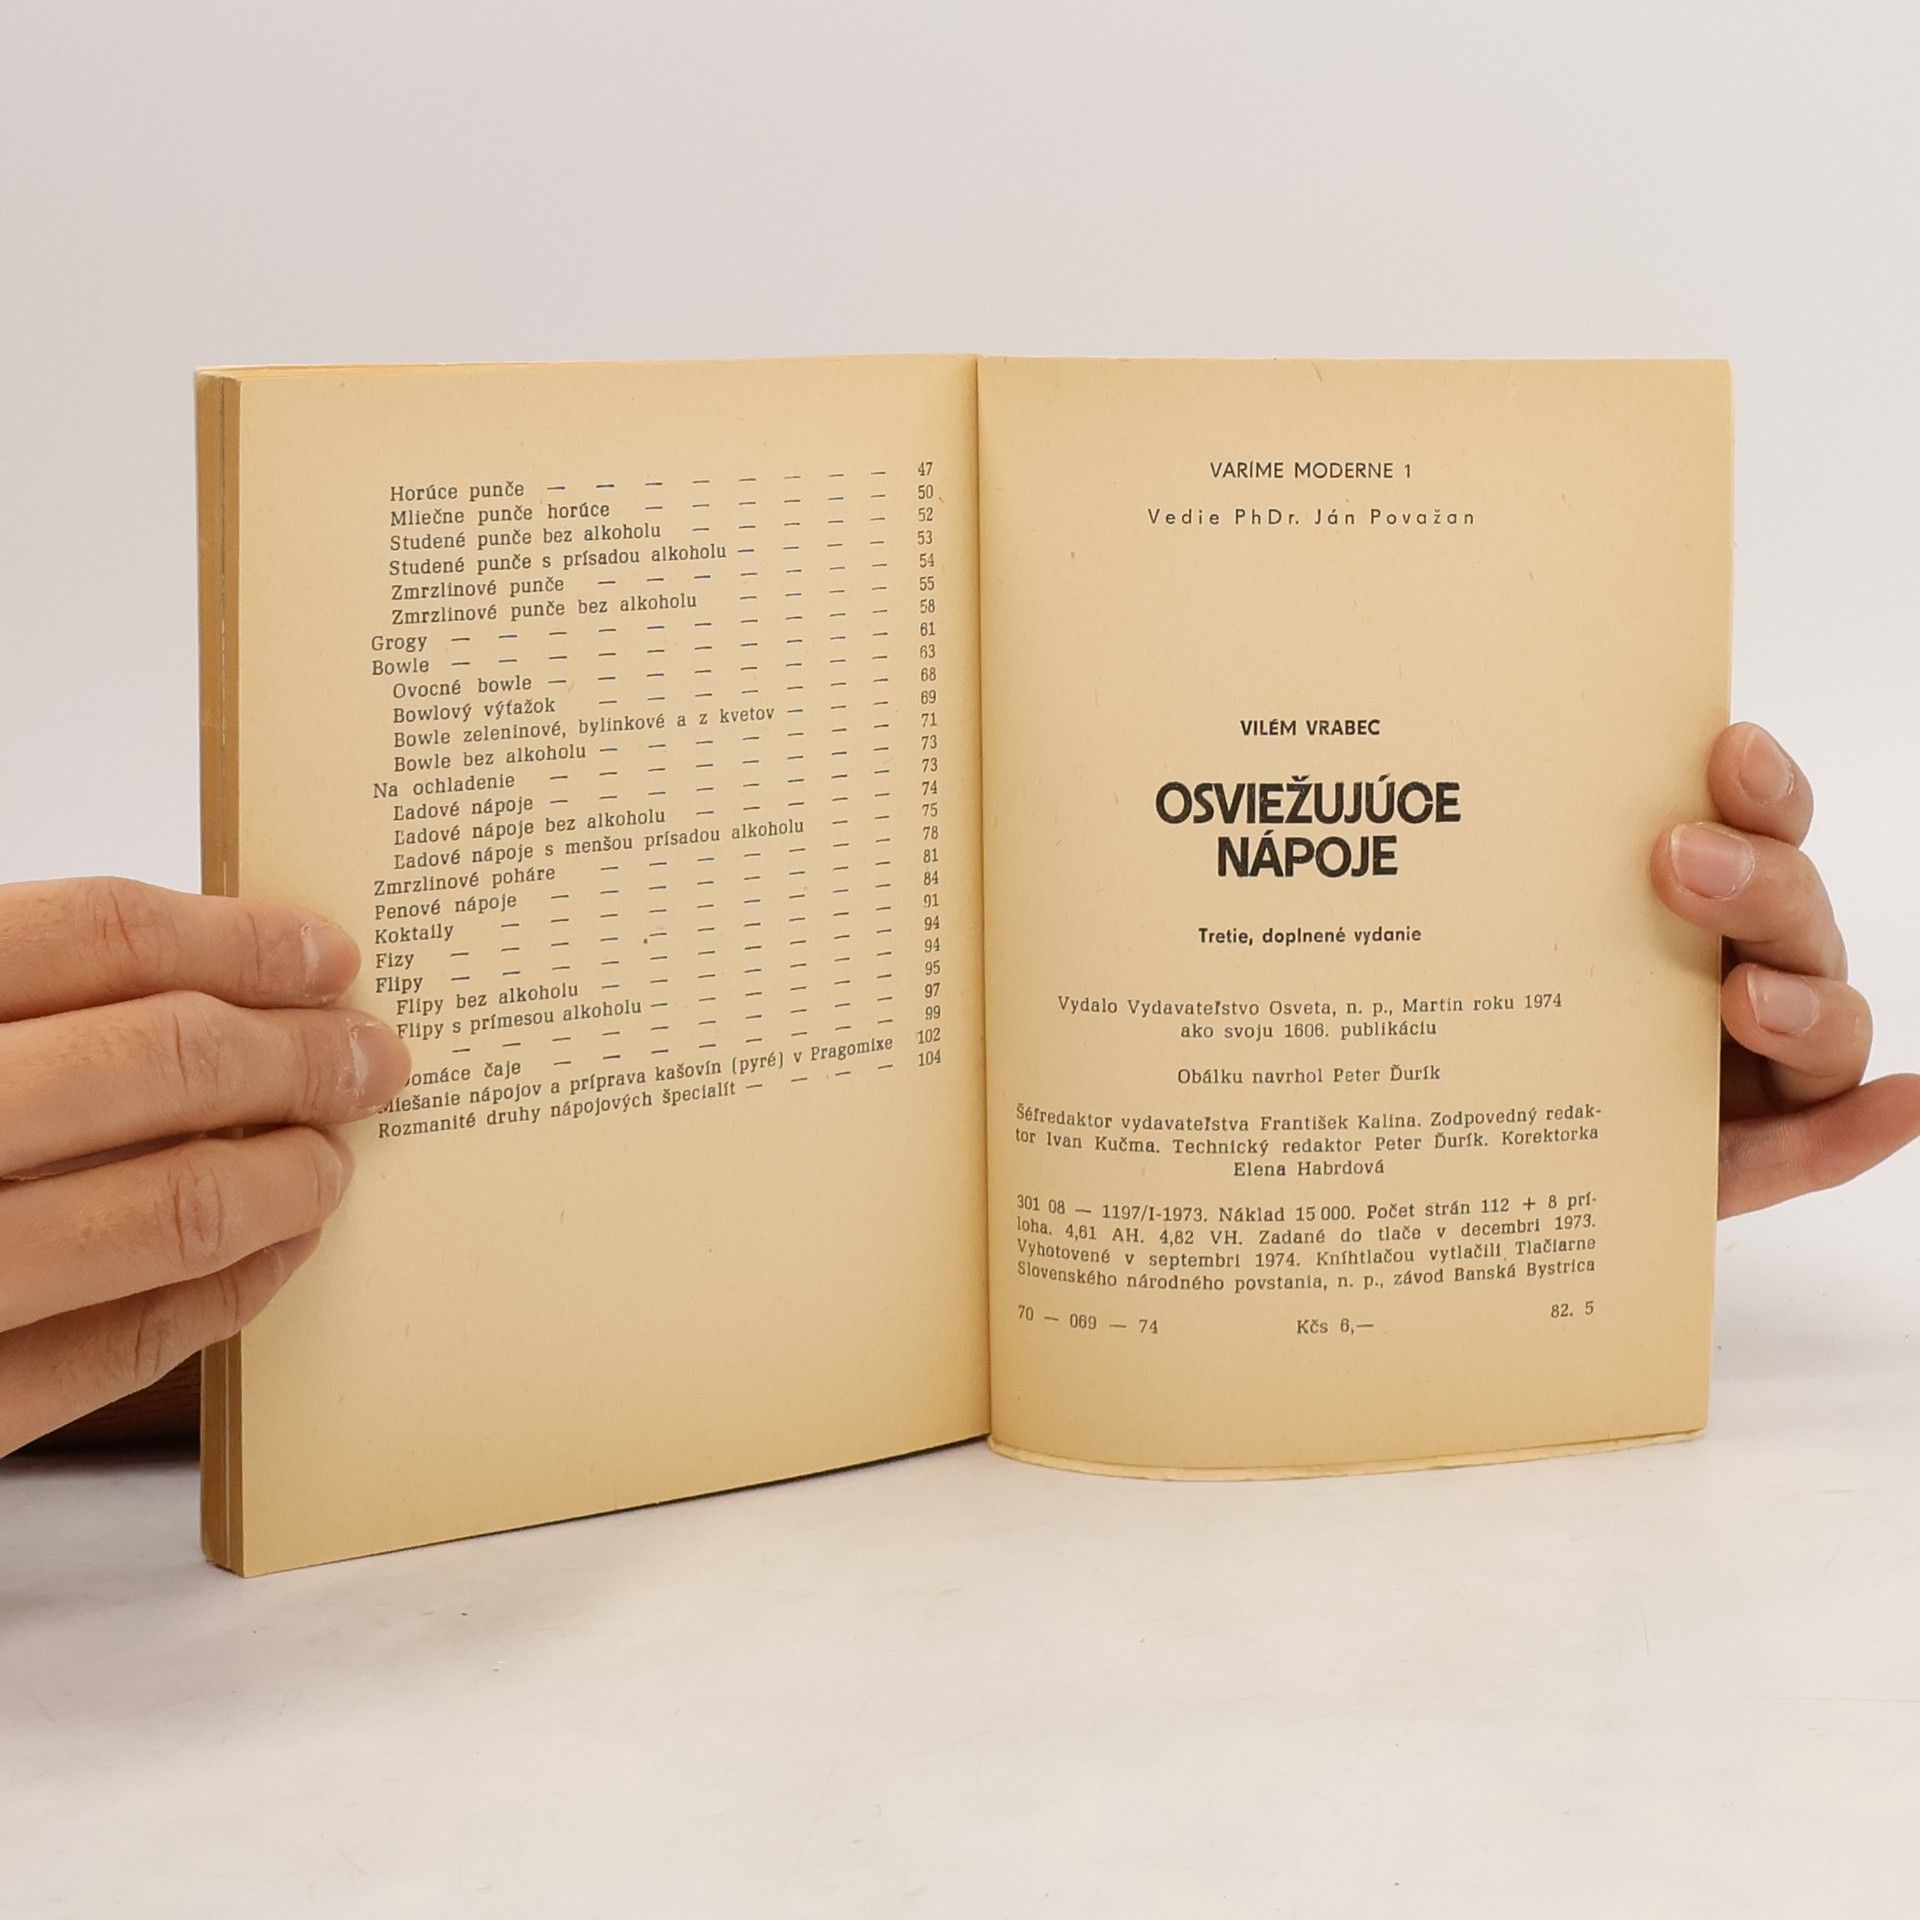 Horúce punče — — — — — — — — 47
Mliečne punče horúce — — — — — — 50
Studené punče bez alkoholu — — — — — 52
Studené punče s prísadou alkoholu — — — — 53
Zmrzlinové punče — — — — — — — 54
Zmrzlinové punče bez alkoholu — — — — 55
Grogy — — — — — — — — — — 58
Bowle — — — — — — — — — — 61
Ovocné bowle — — — — — — — — 63
Bowlový výťažok — — — — — — — 68
Bowle zeleninové, bylinkové a z kvetov — — — 69
Bowle bez alkoholu — — — — — — — 71
Na ochladenie — — — — — — — — 73
Ľadové nápoje — — — — — — — — 73
Ľadové nápoje bez alkoholu — — — — — 74
Ľadové nápoje s menšou prísadou alkoholu — — 75
Zmrzlinové poháre — — — — — — — 78
Penové nápoje — — — — — — — — 81
Koktaily — — — — — — — — — 84
Fizy — — — — — — — — — — 91
Flipy — — — — — — — — — — 94
Flipy bez alkoholu — — — — — — — 94
Flipy s prímesou alkoholu — — — — — — 95
— — — — — — — — — — 97
Domáce čaje — — — — — — — — 99
Miešanie nápojov a príprava kašovín (pyré) v Pragomixe 102
Rozmanité druhy nápojových špecialít — — — — 104
VARÍME MODERNE 1
Vedie PhDr. Ján Považan
VILÉM VRABEC
OSVIEŽUJÚCE
NÁPOJE
Tretie, doplnené vydanie
Vydalo Vydavateľstvo Osveta, n. p., Martin roku 1974
ako svoju 1606. publikáciu
Obálku navrhol Peter Ďurík
Šéfredaktor vydavateľstva František Kalina. Zodpovedný redak-
tor Ivan Kučma. Technický redaktor Peter Ďurík. Korektorka
Elena Habrdová
301 08 — 1197/I-1973. Náklad 15 000. Počet strán 112 + 8 prí-
loha. 4,61 AH. 4,82 VH. Zadané do tlače v decembri 1973.
Vyhotovené v septembri 1974. Kníhtlačou vytlačili Tlačiarne
Slovenského národného povstania, n. p., závod Banská Bystrica
70 — 069 — 74 Kčs 6,— 82. 5